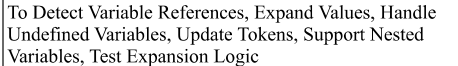 To Detect Variable References, Expand Values, Handle
Undefined Variables, Update Tokens, Support Nested
Variables, Test Expansion Logic